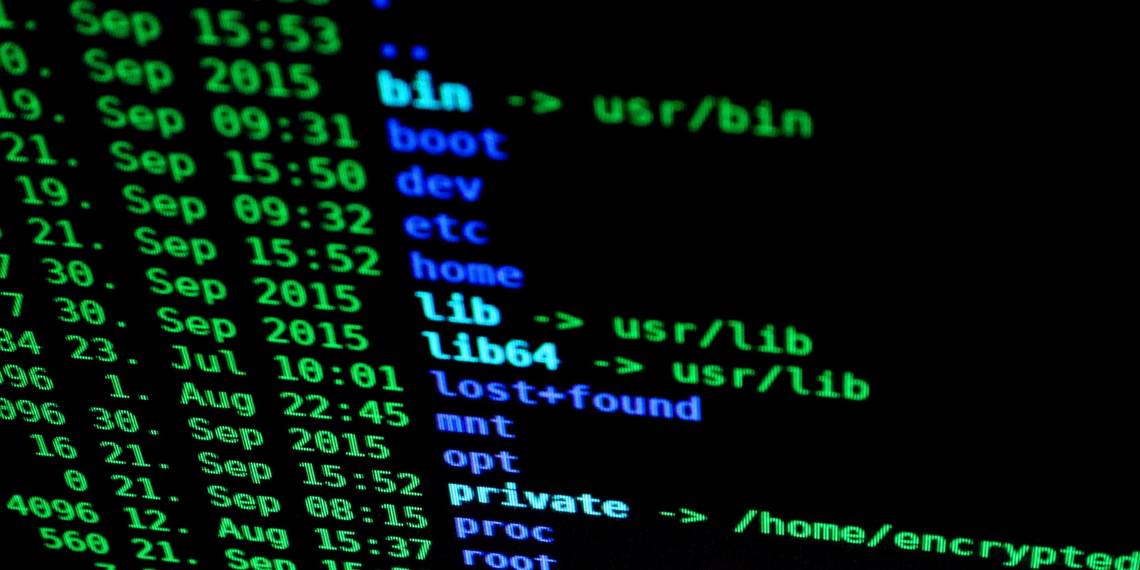 .
1. Sep 15:53 ..
0. Sep 2015 bin -> usr/bin
19. Sep 09:31 boot
21. Sep 15:50 dev
19. Sep 09:32 etc
21. Sep 15:52 home
7 30. Sep 2015 lib -> usr/lib
7 30. Sep 2015 lib64 -> usr/lib
84 23. Jul 10:01 lost+found
096 1. Aug 22:45 mnt
096 30. Sep 2015 opt
16 21. Sep 15:52 private -> /home/encrypted
0 21. Sep 08:15 proc
4096 12. Aug 15:37 root
560 21. Sep